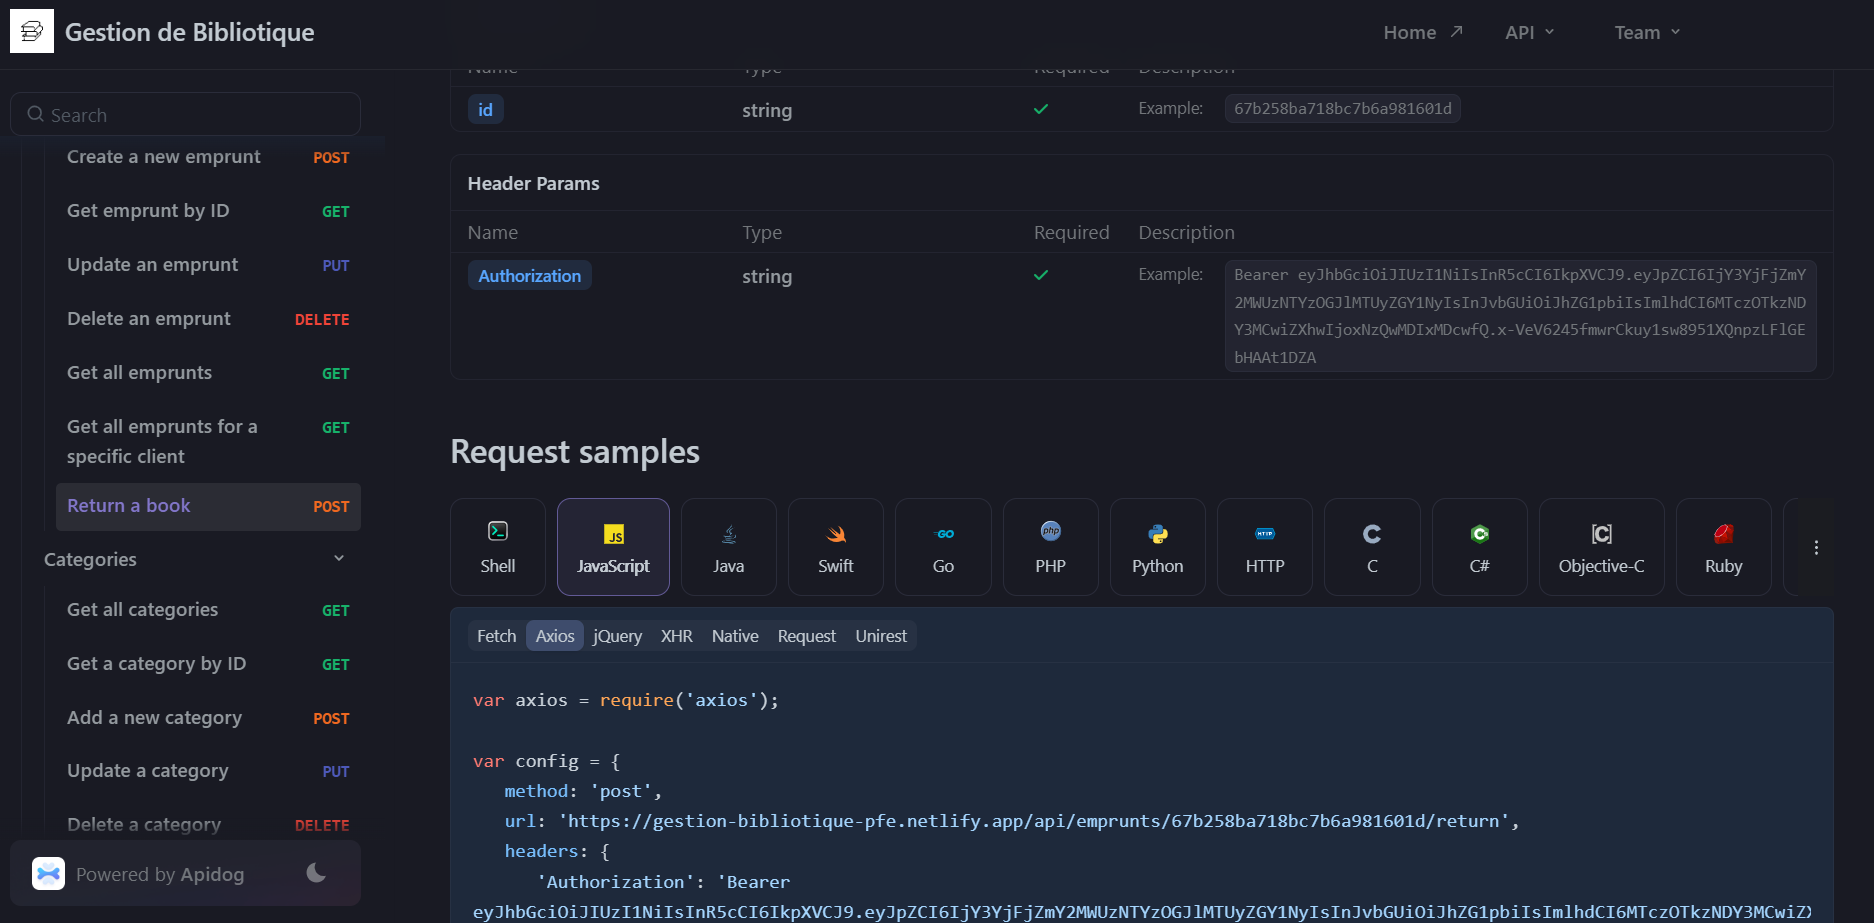 Gestion de Bibliotique
Home
API
Team
Search
Create a new emprunt POST
Get emprunt by ID GET
Update an emprunt PUT
Delete an emprunt DELETE
Get all emprunts GET
Get all emprunts for a GET
specific client
Return a book POST
Categories
Get all categories GET
Get a category by ID GET
Add a new category POST
Update a category PUT
Delete a category DELETE
Powered by Apidog
Name Type Required Description
id string Example: 67b258ba718bc7b6a981601d
Header Params
Name Type Required Description
Authorization string Example: Bearer eyJhbGciOiJIUzI1NiIsInR5cCI6IkpXVCJ9.eyJpZCI6IjY3YjFjZmY
2MWUzNTYzOGJlMTUyZGY1NyIsInJvbGUiOiJhZG1pbiIsImlhdCI6MTczOTkzND
Y3MCwiZXhwIjoxNzQwMDIxMDcwfQ.x-VeV6245fmwrCkuy1sw8951XQnpzLFlGE
bHAAt1DZA
Request samples
Shell
JavaScript
Java
Swift
Go
PHP
Python
HTTP
C
C#
Objective-C
Ruby
Fetch Axios jQuery XHR Native Request Unirest
var axios = require('axios');
var config = {
method: 'post',
url: 'https://gestion-bibliotique-pfe.netlify.app/api/emprunts/67b258ba718bc7b6a981601d/return',
headers: {
'Authorization': 'Bearer
eyJhbGciOiJIUzI1NiIsInR5cCI6IkpXVCJ9.eyJpZCI6IjY3YjFjZmY2MWUzNTYzOGJlMTUyZGY1NyIsInJvbGUiOiJhZG1pbiIsImlhdCI6MTczOTkzNDY3MCwiZX